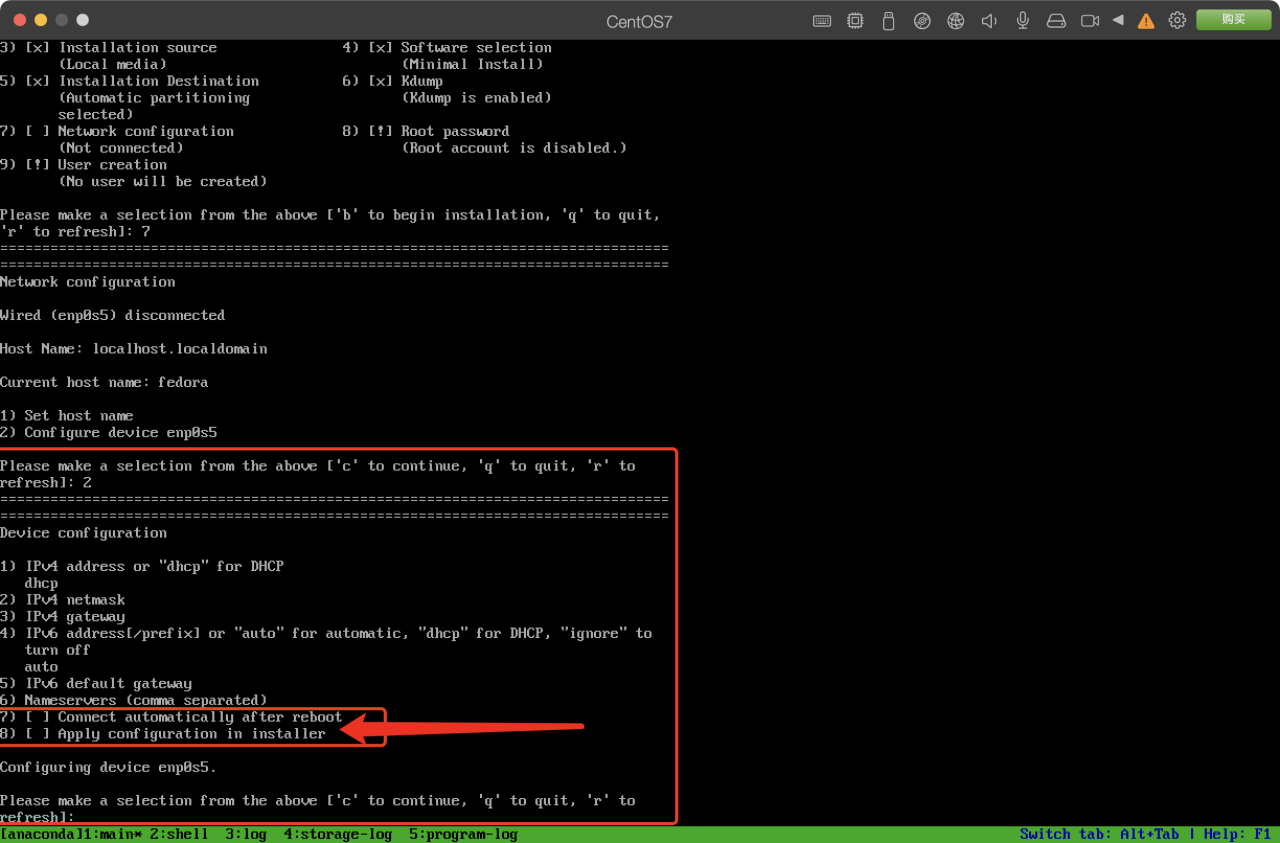 CentOS7
购买
3) [x] Installation source 4) [x] Software selection
(Local media) (Minimal Install)
5) [x] Installation Destination 6) [x] Kdump
(Automatic partitioning (Kdump is enabled)
selected)
7) [ ] Network configuration 8) [!] Root password
(Not connected) (Root account is disabled.)
9) [!] User creation
(No user will be created)
Please make a selection from the above ['b' to begin installation, 'q' to quit,
'r' to refresh]: 7
================================================================================
================================================================================
Network configuration
Wired (enp0s5) disconnected
Host Name: localhost.localdomain
Current host name: fedora
1) Set host name
2) Configure device enp0s5
Please make a selection from the above ['c' to continue, 'q' to quit, 'r' to
refresh]: 2
================================================================================
================================================================================
Device configuration
1) IPv4 address or "dhcp" for DHCP
dhcp
2) IPv4 netmask
3) IPv4 gateway
4) IPv6 address[/prefix] or "auto" for automatic, "dhcp" for DHCP, "ignore" to
turn off
auto
5) IPv6 default gateway
6) Nameservers (comma separated)
7) [ ] Connect automatically after reboot
8) [ ] Apply configuration in installer
Configuring device enp0s5.
Please make a selection from the above ['c' to continue, 'q' to quit, 'r' to
refresh]:
[anaconda]1:main* 2:shell 3:log 4:storage-log 5:program-log Switch tab: Alt+Tab | Help: F1